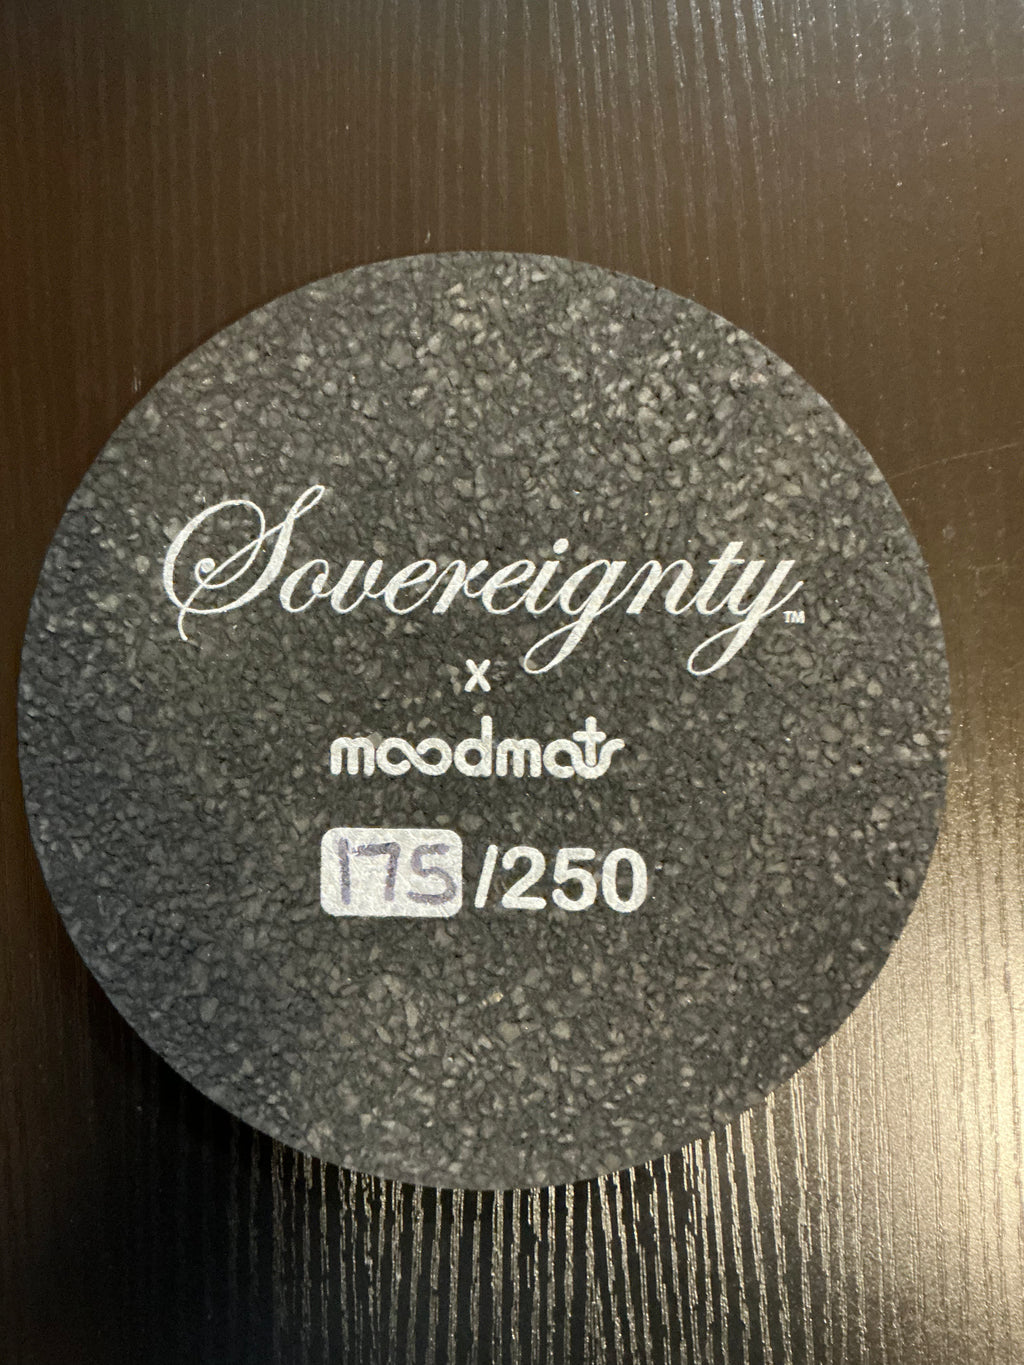 Sovereignty™
x
moodmats
175/250